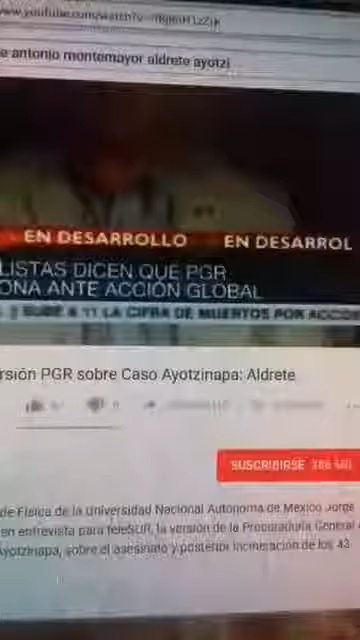 e antonio montemayor aldrete ayotzi
EN DESARROLLO EN DESARROL
LISTAS DICEN QUE PGR
ONA ANTE ACCIÓN GLOBAL
SUBE A 11 LA CIFRA DE MUERTOS POR ACCIDE
rsión PGR sobre Caso Ayotzinapa: Aldrete
SUSCRIBIRSE 386 MIL
de Física de la Universidad Nacional Autónoma de México Jorge
en entrevista para teleSUR, la versión de la Procuraduría General
Ayotzinapa, sobre el asesinato y posterior incineración de los 43